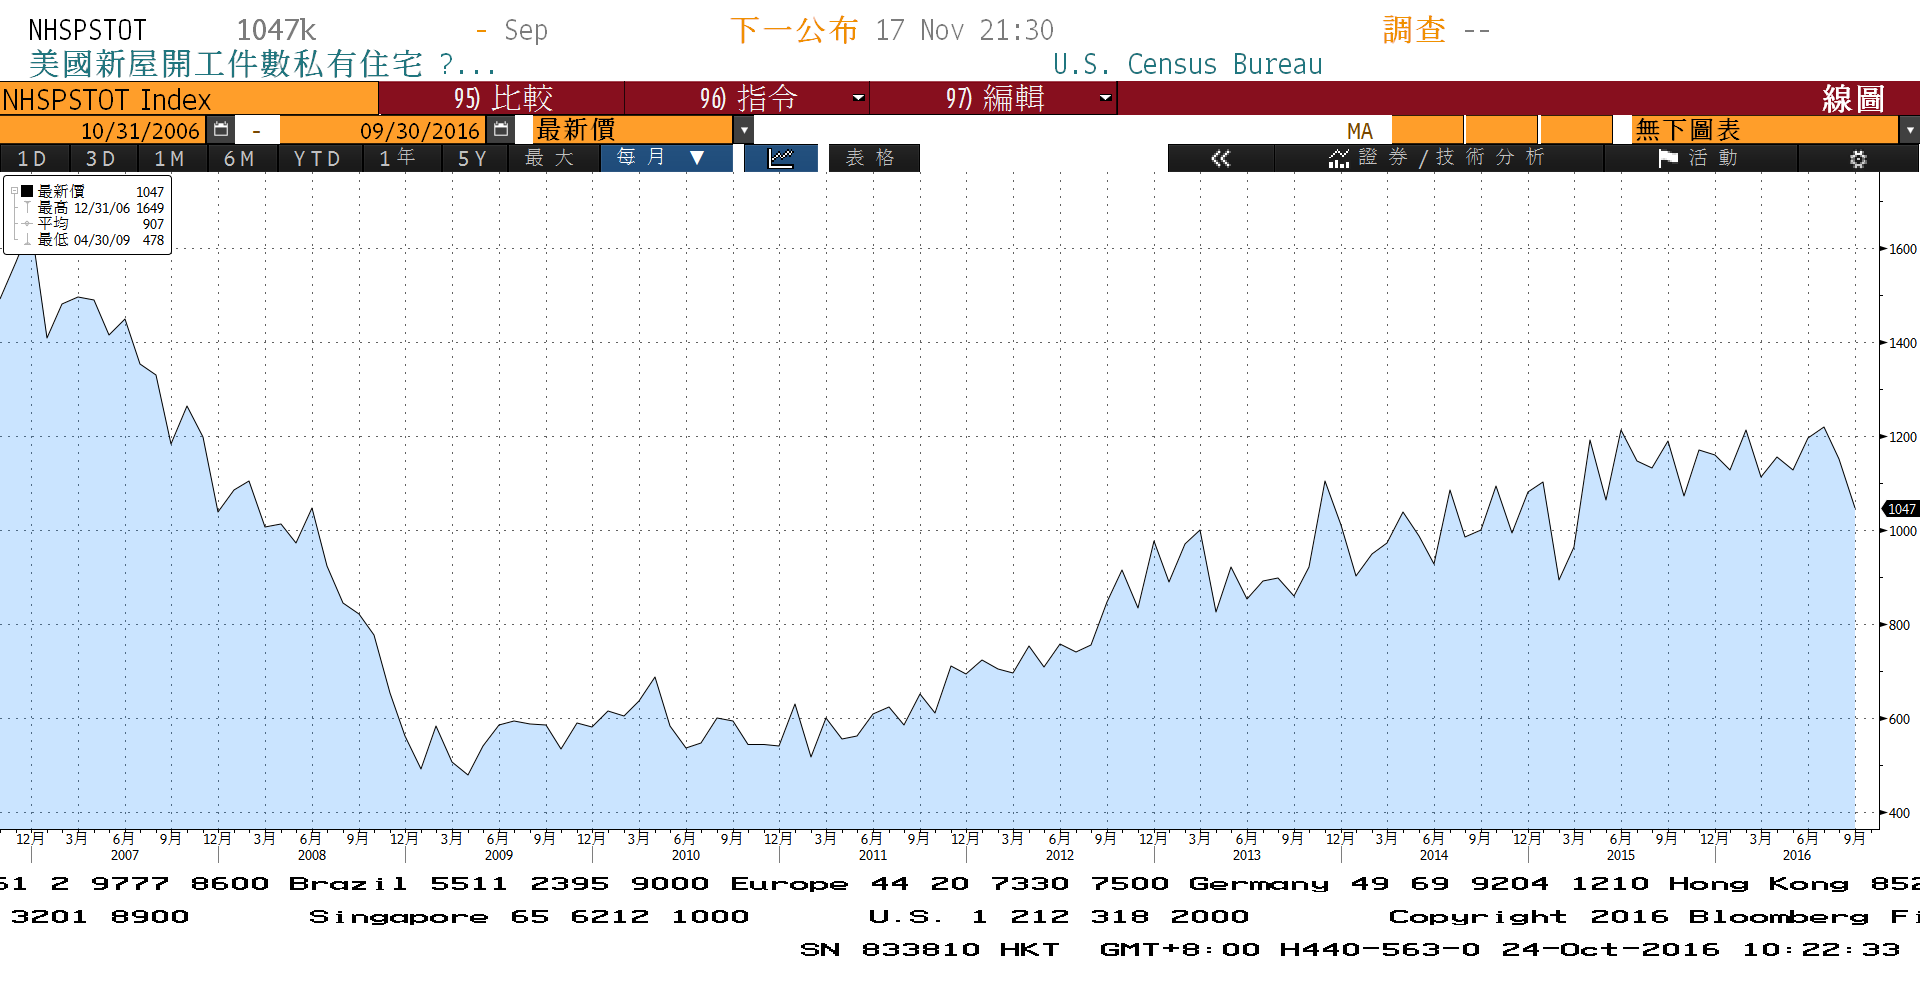 NHSPSTOT 1047k - Sep 下一公布 17 Nov 21:30 調查 --
美國新屋開工件數私有住宅 ?... U.S. Census Bureau
NHSPSTOT Index 95) 比較 96) 指令 97) 編輯 線圖
10/31/2006 - 09/30/2016 最新價 MA 無下圖表
1D 3D 1M 6M YTD 1年 5Y 最大 每月 ▼ 表格 « 證券/技術分析 活動
最新價 1047
最高 12/31/06 1649
平均 907
最低 04/30/09 478
1600
1400
1200
1047
1000
800
600
400
12月 3月 6月 9月 12月 3月 6月 9月 12月 3月 6月 9月 12月 3月 6月 9月 12月 3月 6月 9月 12月 3月 6月 9月 12月 3月 6月 9月 12月 3月 6月 9月 12月 3月 6月 9月 12月 3月 6月 9月
2007 2008 2009 2010 2011 2012 2013 2014 2015 2016
61 2 9777 8600 Brazil 5511 2395 9000 Europe 44 20 7330 7500 Germany 49 69 9204 1210 Hong Kong 852
3201 8900 Singapore 65 6212 1000 U.S. 1 212 318 2000 Copyright 2016 Bloomberg Fi
SN 833810 HKT GMT+8:00 H440-563-0 24-Oct-2016 10:22:33